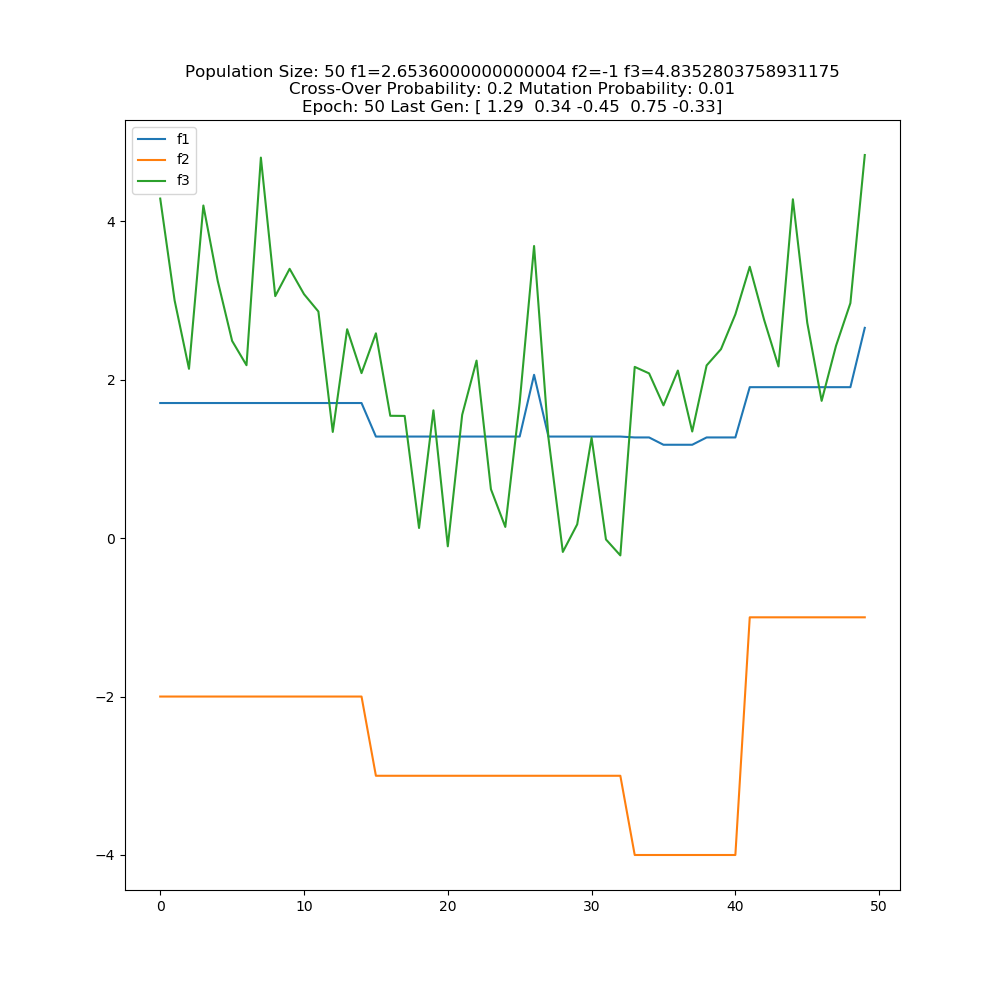 Population Size: 50 f1=2.6536000000000004 f2=-1 f3=4.8352803758931175
Cross-Over Probability: 0.2 Mutation Probability: 0.01
Epoch: 50 Last Gen: [ 1.29  0.34 -0.45  0.75 -0.33]
f1
f2
f3
4
2
0
−2
−4
0 10 20 30 40 50